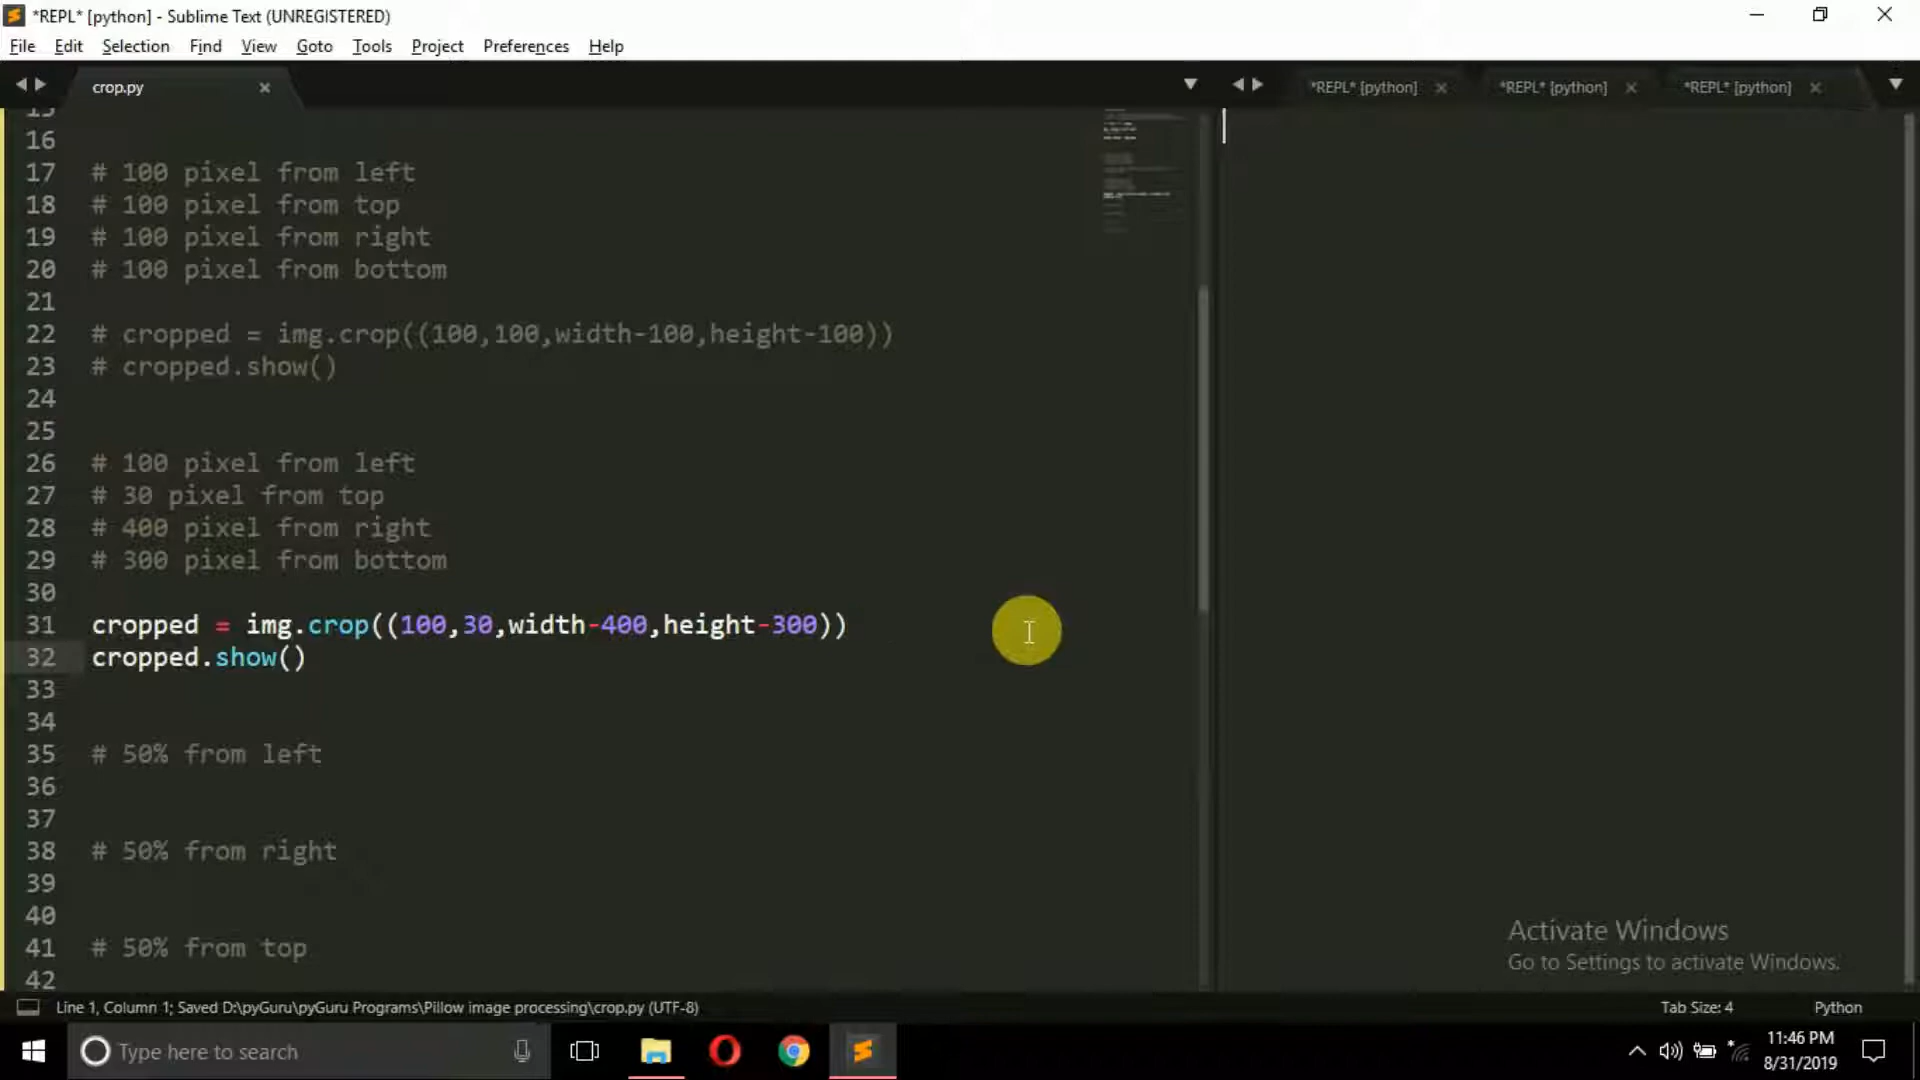 *REPL* [python] - Sublime Text (UNREGISTERED)
File Edit Selection Find View Goto Tools Project Preferences Help
crop.py
*REPL* [python] *REPL* [python] *REPL* [python]
15
16
17 # 100 pixel from left
18 # 100 pixel from top
19 # 100 pixel from right
20 # 100 pixel from bottom
21
22 # cropped = img.crop((100,100,width-100,height-100))
23 # cropped.show()
24
25
26 # 100 pixel from left
27 # 30 pixel from top
28 # 400 pixel from right
29 # 300 pixel from bottom
30
31 cropped = img.crop((100,30,width-400,height-300))
32 cropped.show()
33
34
35 # 50% from left
36
37
38 # 50% from right
39
40
41 # 50% from top
42
Activate Windows
Go to Settings to activate Windows.
Line 1, Column 1; Saved D:\pyGuru\pyGuru Programs\Pillow image processing\crop.py (UTF-8)
Tab Size: 4
Python
Type here to search
11:46 PM
8/31/2019